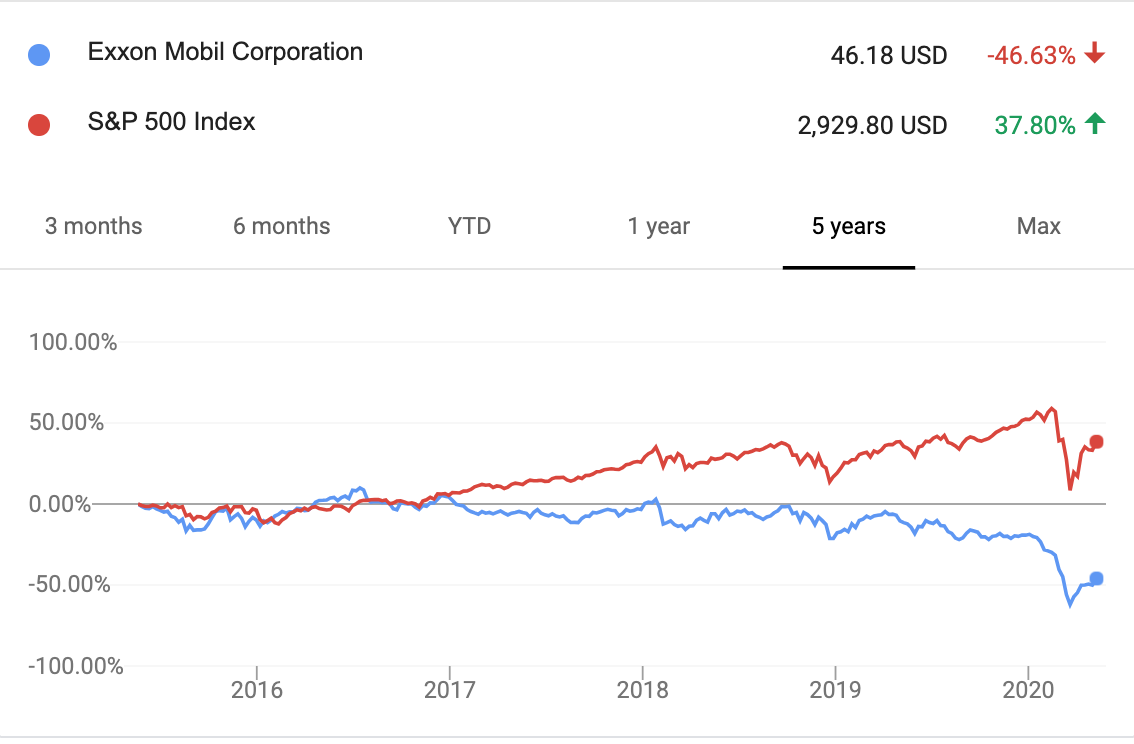 Exxon Mobil Corporation 46.18 USD -46.63%
S&P 500 Index 2,929.80 USD 37.80%
3 months 6 months YTD 1 year 5 years Max
100.00%
50.00%
0.00%
-50.00%
-100.00%
2016 2017 2018 2019 2020